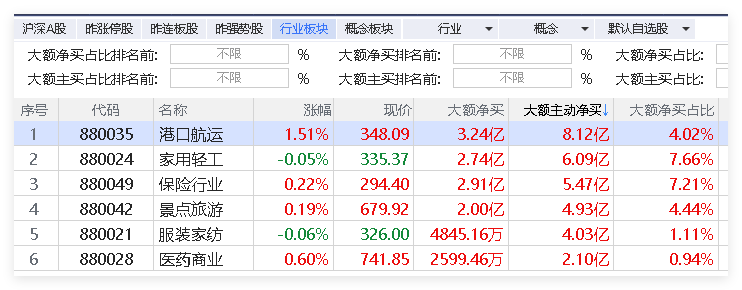 沪深A股 昨涨停股 昨连板股 昨强势股 行业板块 概念板块 行业 概念 默认自选股
大额净买占比排名前: 不限 % 大额净买排名前: 不限 % 大额净买占比:
大额主买占比排名前: 不限 % 大额主买排名前: 不限 % 大额主买占比:
序号 代码 名称 涨幅 现价 大额净买 大额主动净买↓ 大额净买占比
1 880035 港口航运 1.51% 348.09 3.24亿 8.12亿 4.02%
2 880024 家用轻工 -0.05% 335.37 2.74亿 6.09亿 7.66%
3 880049 保险行业 0.22% 294.40 2.91亿 5.47亿 7.21%
4 880042 景点旅游 0.19% 679.92 2.00亿 4.93亿 4.44%
5 880021 服装家纺 -0.06% 326.00 4845.16万 4.03亿 1.11%
6 880028 医药商业 0.60% 741.85 2599.46万 2.10亿 0.94%